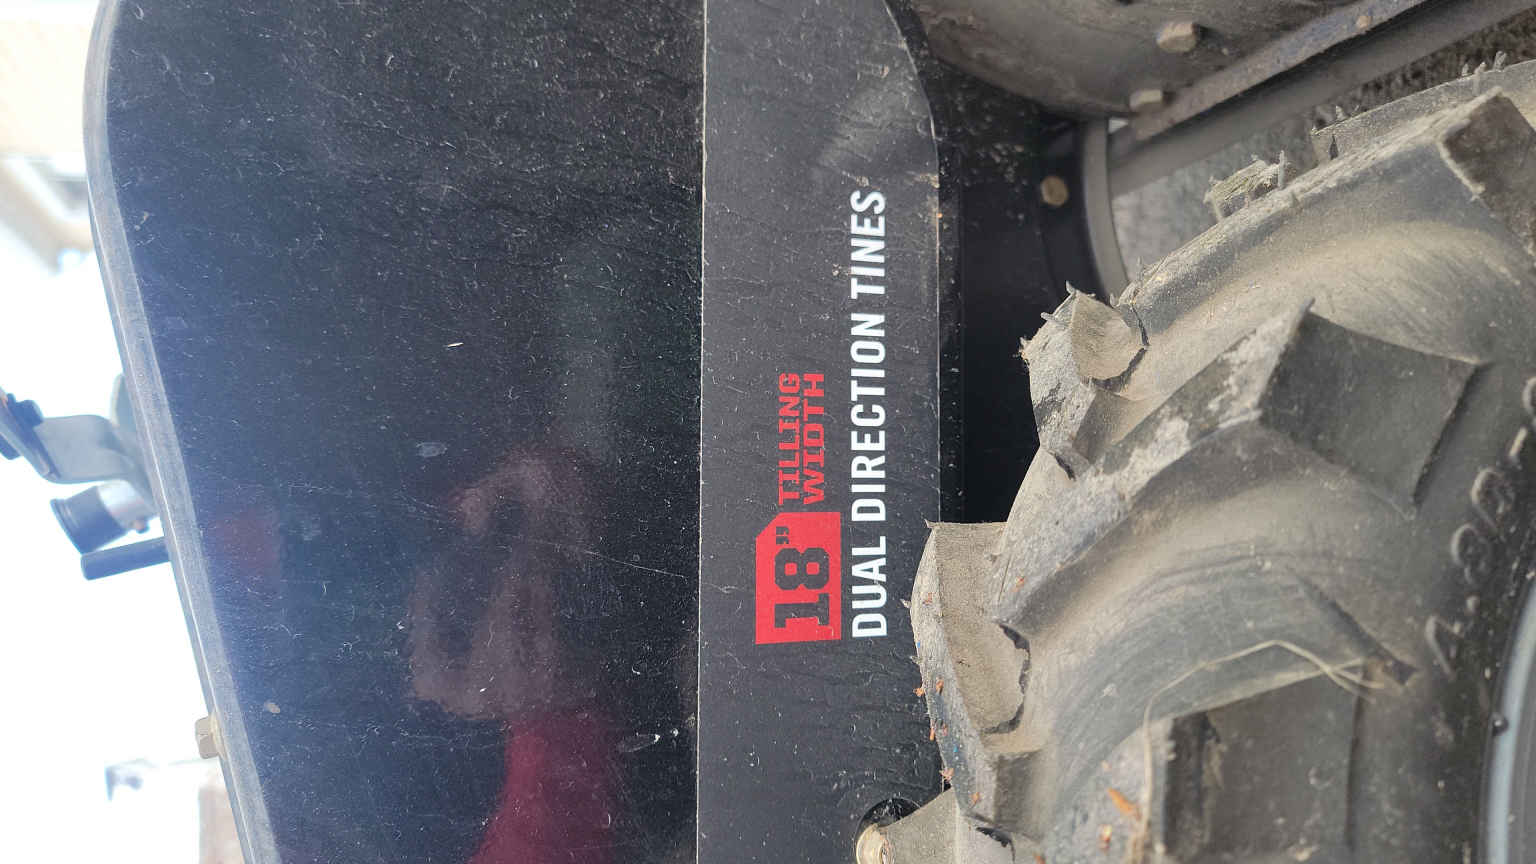 18" TILLING
WIDTH
DUAL DIRECTION TINES